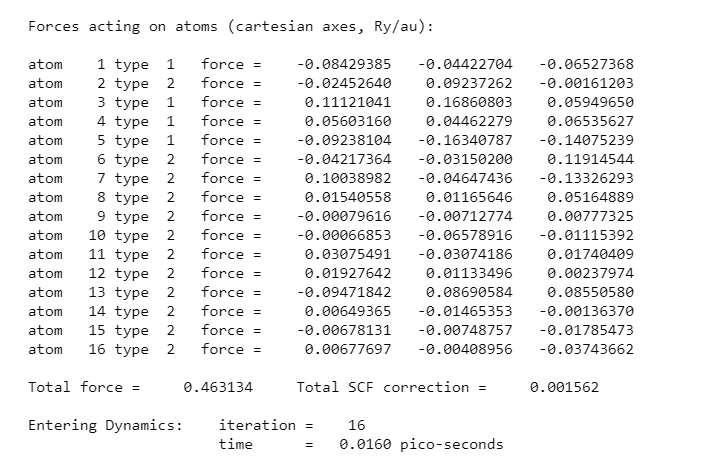 Forces acting on atoms (cartesian axes, Ry/au):
atom 1 type 1 force = -0.08429385 -0.04422704 -0.06527368
atom 2 type 2 force = -0.02452640 0.09237262 -0.00161203
atom 3 type 1 force = 0.11121041 0.16860803 0.05949650
atom 4 type 1 force = 0.05603160 0.04462279 0.06535627
atom 5 type 1 force = -0.09238104 -0.16340787 -0.14075239
atom 6 type 2 force = -0.04217364 -0.03150200 0.11914544
atom 7 type 2 force = 0.10038982 -0.04647436 -0.13326293
atom 8 type 2 force = 0.01540558 0.01165646 0.05164889
atom 9 type 2 force = -0.00079616 -0.00712774 0.00777325
atom 10 type 2 force = -0.00066853 -0.06578916 -0.01115392
atom 11 type 2 force = 0.03075491 -0.03074186 0.01740409
atom 12 type 2 force = 0.01927642 0.01133496 0.00237974
atom 13 type 2 force = -0.09471842 0.08690584 0.08550580
atom 14 type 2 force = 0.00649365 -0.01465353 -0.00136370
atom 15 type 2 force = -0.00678131 -0.00748757 -0.01785473
atom 16 type 2 force = 0.00677697 -0.00408956 -0.03743662
Total force = 0.463134 Total SCF correction = 0.001562
Entering Dynamics: iteration = 16
time = 0.0160 pico-seconds